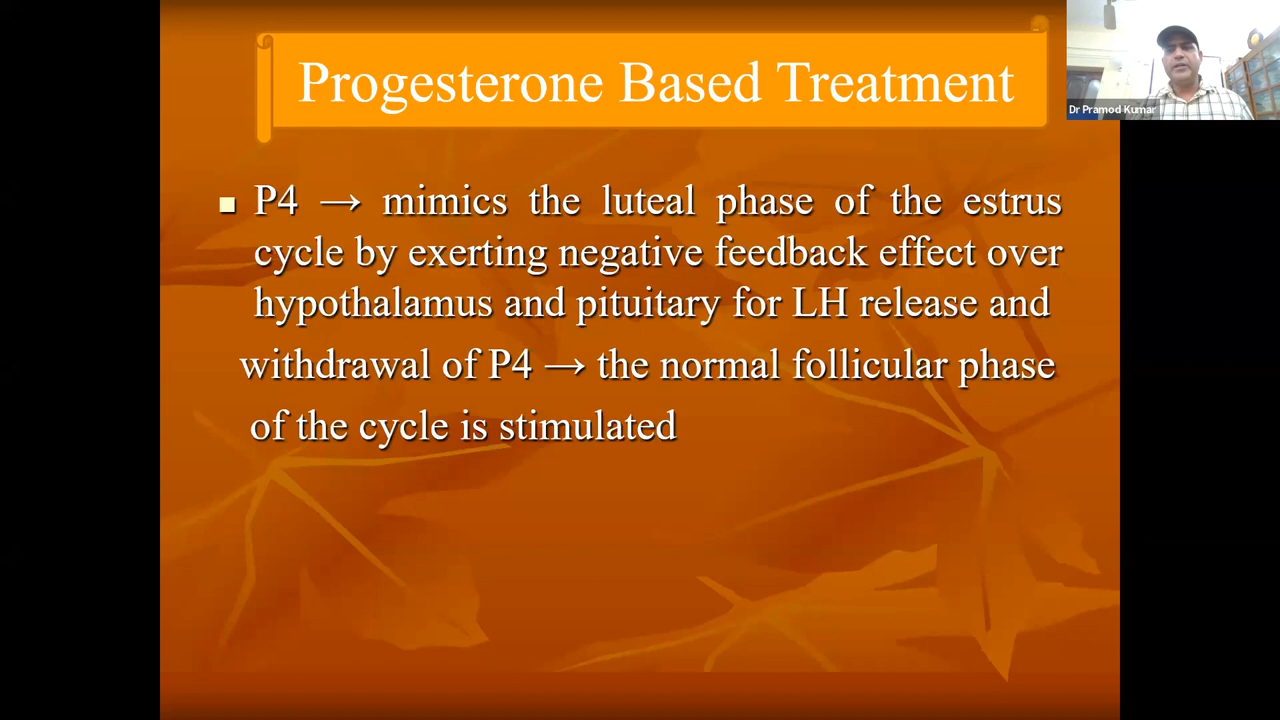 Progesterone Based Treatment
Dr Pramod Kumar
P4 → mimics the luteal phase of the estrus
cycle by exerting negative feedback effect over
hypothalamus and pituitary for LH release and
withdrawal of P4 → the normal follicular phase
of the cycle is stimulated